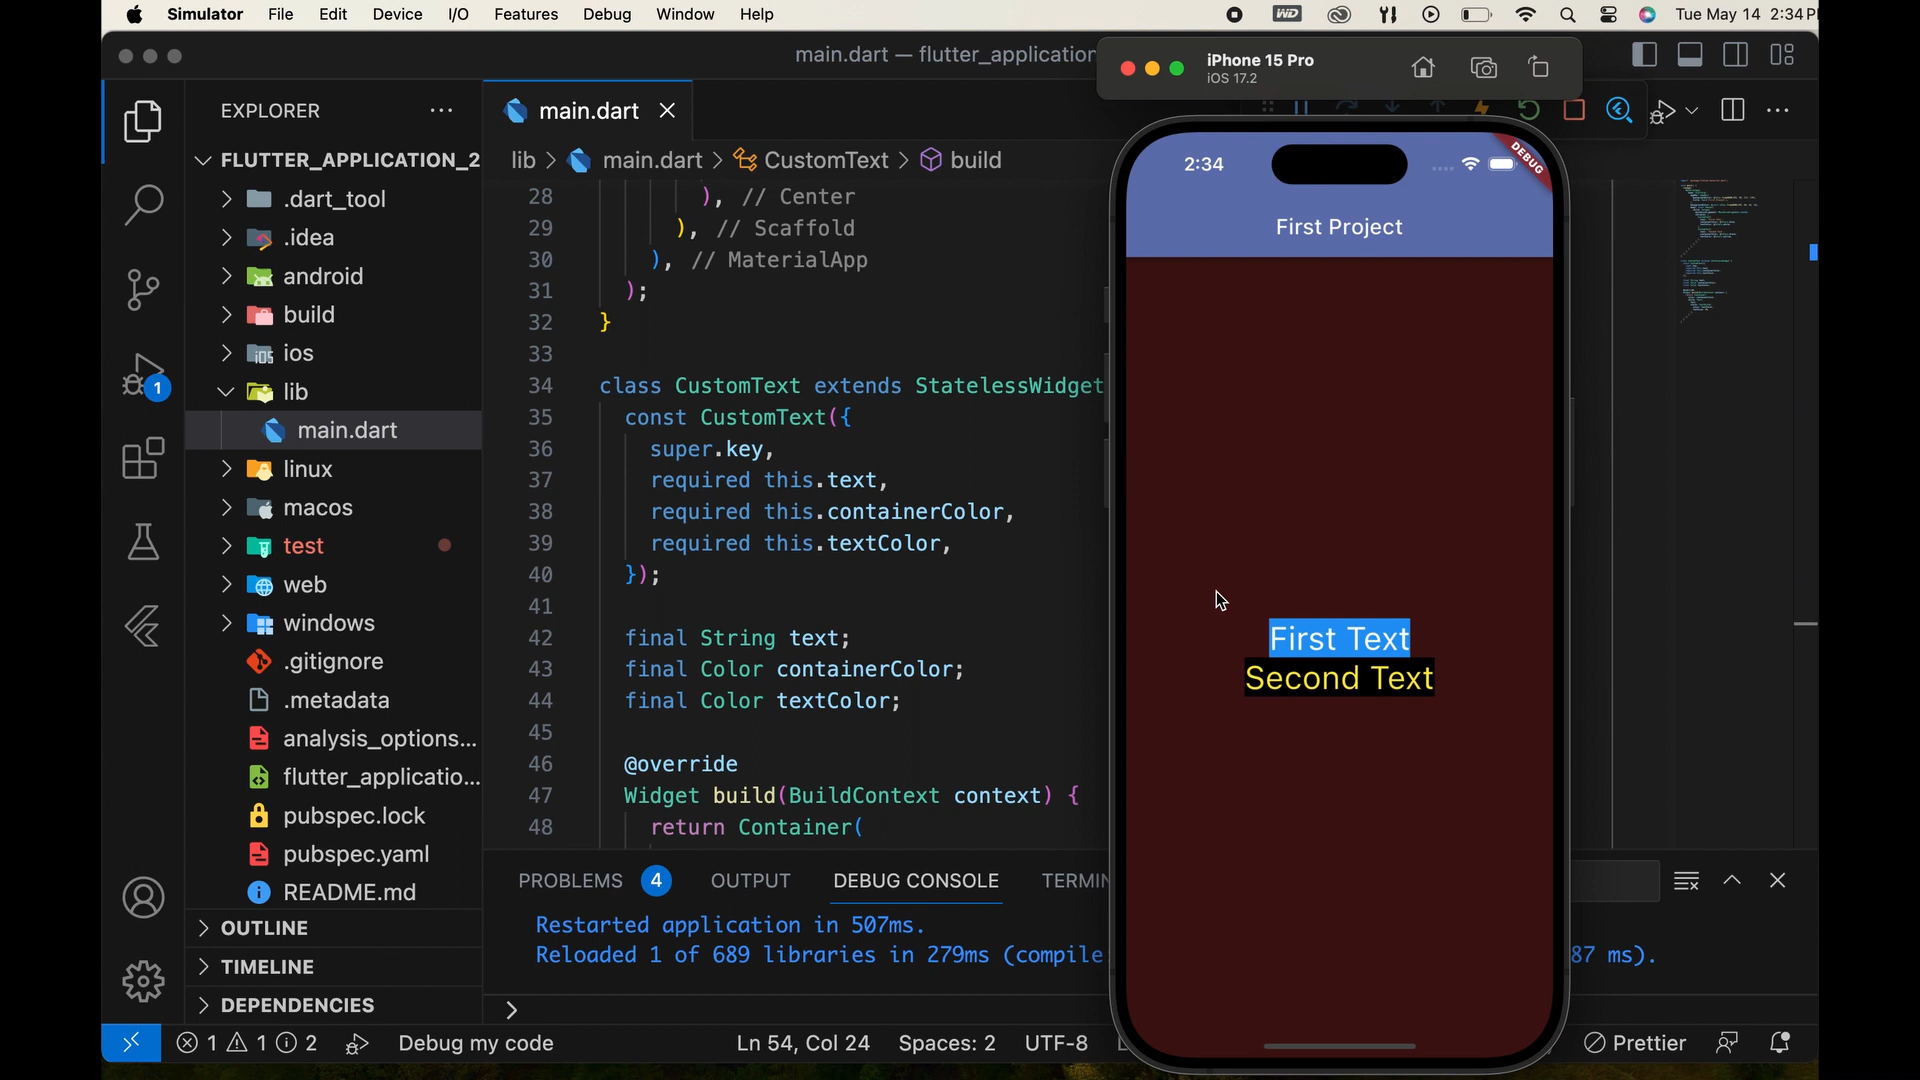 Simulator File Edit Device I/O Features Debug Window Help WD Tue May 14 2:34P
main.dart — flutter_application
iPhone 15 Pro
iOS 17.2
EXPLORER
main.dart
FLUTTER_APPLICATION_2
lib > main.dart > CustomText > build
.dart_tool
.idea
android
build
ios
lib
main.dart
linux
macos
test
web
windows
.gitignore
.metadata
analysis_options...
flutter_applicatio...
pubspec.lock
pubspec.yaml
README.md
OUTLINE
TIMELINE
DEPENDENCIES
1
28 ), // Center
29 ), // Scaffold
30 ), // MaterialApp
31 );
32 }
33
34 class CustomText extends StatelessWidget
35 const CustomText({
36 super.key,
37 required this.text,
38 required this.containerColor,
39 required this.textColor,
40 });
41
42 final String text;
43 final Color containerColor;
44 final Color textColor;
45
46 @override
47 Widget build(BuildContext context) {
48 return Container(
2:34
DEBUG
First Project
First Text
Second Text
PROBLEMS 4 OUTPUT DEBUG CONSOLE TERMIN
Restarted application in 507ms.
Reloaded 1 of 689 libraries in 279ms (compile 87 ms).
>
1 1 2 Debug my code Ln 54, Col 24 Spaces: 2 UTF-8 Prettier